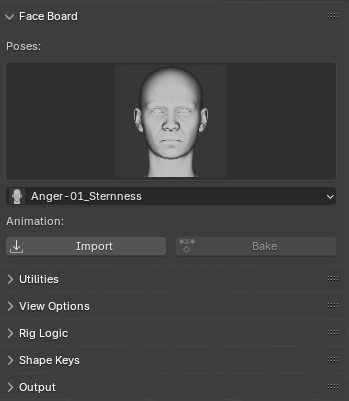 Face Board
Poses:
Anger-01_Sternness
Animation:
Import Bake
Utilities
View Options
Rig Logic
Shape Keys
Output